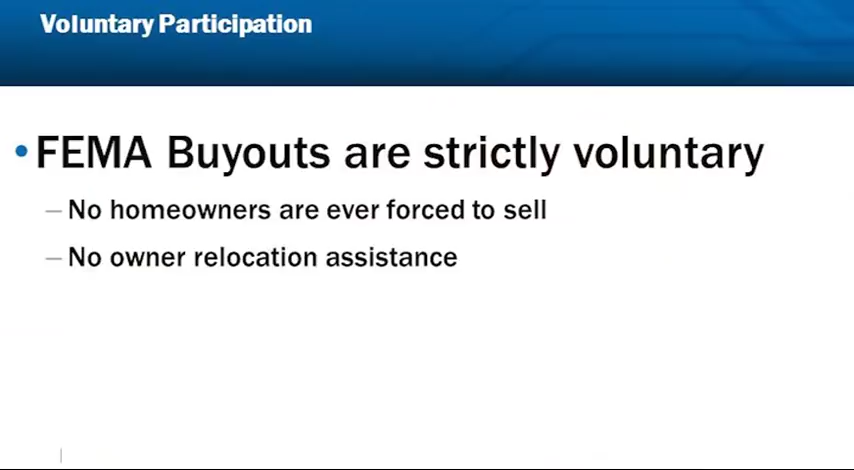 Voluntary Participation
• FEMA Buyouts are strictly voluntary
– No homeowners are ever forced to sell
– No owner relocation assistance